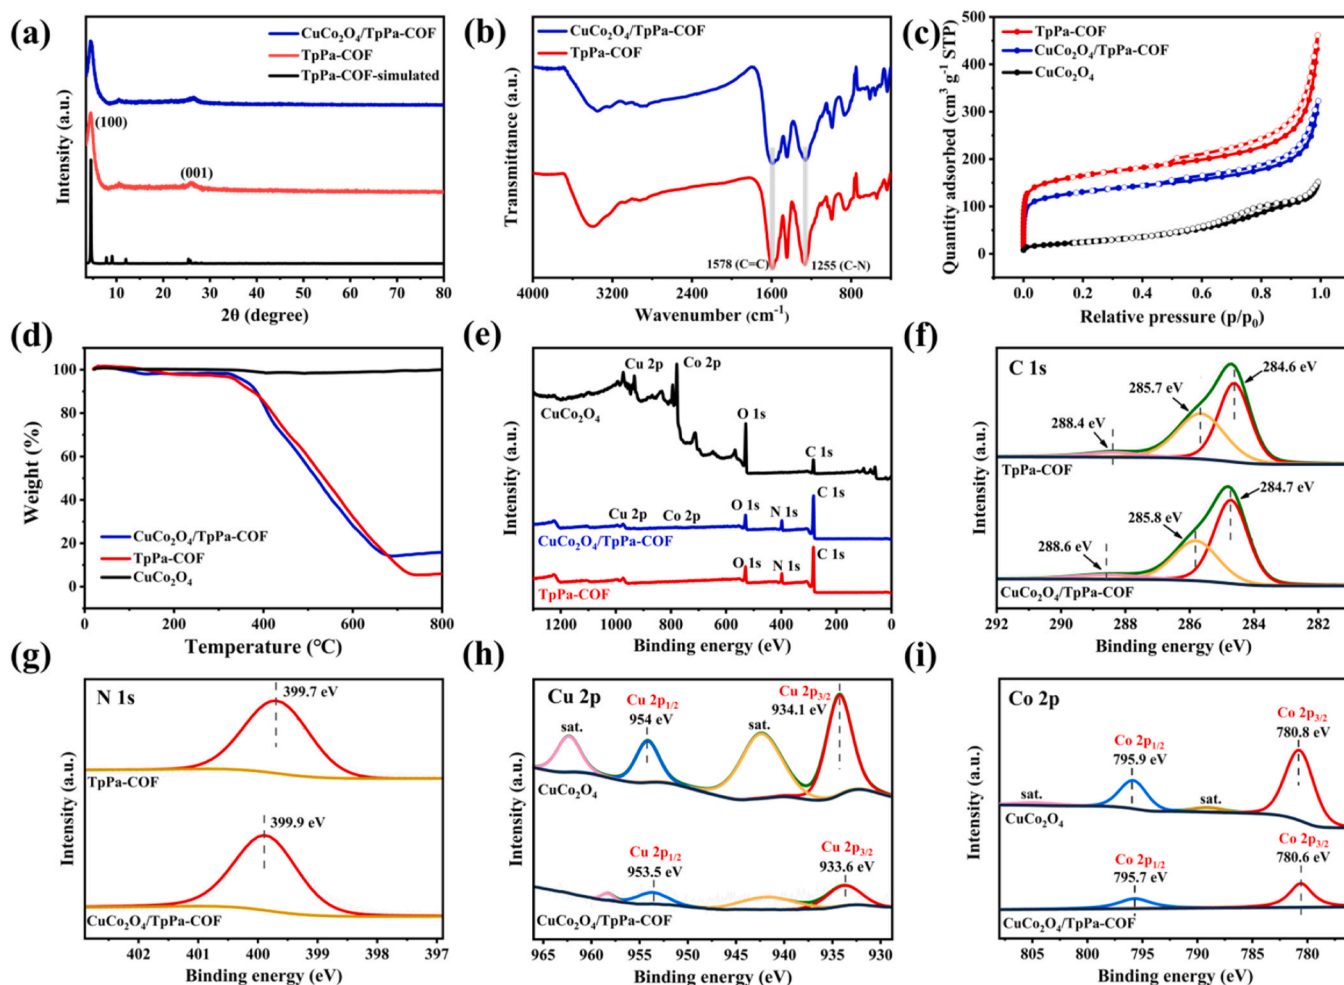 (a)
CuCo₂O₄/TpPa-COF
TpPa-COF
TpPa-COF-simulated
(100)
(001)
Intensity (a.u.)
10 20 30 40 50 60 70 80
2θ (degree)
(b)
CuCo₂O₄/TpPa-COF
TpPa-COF
Transmittance (a.u.)
1578 (C=C) 1255 (C-N)
4000 3200 2400 1600 800
Wavenumber (cm⁻¹)
(c)
TpPa-COF
CuCo₂O₄/TpPa-COF
CuCo₂O₄
Quantity adsorbed (cm³ g⁻¹ STP)
500
400
300
200
100
0
0.0 0.2 0.4 0.6 0.8 1.0
Relative pressure (p/p₀)
(d)
Weight (%)
100
80
60
40
20
0
CuCo₂O₄/TpPa-COF
TpPa-COF
CuCo₂O₄
0 200 400 600 800
Temperature (°C)
(e)
Cu 2p Co 2p
O 1s
C 1s
CuCo₂O₄
Cu 2p Co 2p O 1s N 1s C 1s
CuCo₂O₄/TpPa-COF
O 1s N 1s C 1s
TpPa-COF
Intensity (a.u.)
1200 1000 800 600 400 200 0
Binding energy (eV)
(f)
C 1s
284.6 eV
285.7 eV
288.4 eV
TpPa-COF
284.7 eV
285.8 eV
288.6 eV
CuCo₂O₄/TpPa-COF
Intensity (a.u.)
292 290 288 286 284 282
Binding energy (eV)
(g)
N 1s
399.7 eV
TpPa-COF
399.9 eV
CuCo₂O₄/TpPa-COF
Intensity (a.u.)
402 401 400 399 398 397
Binding energy (eV)
(h)
Cu 2p
Cu 2p₁/₂
954 eV
sat.
Cu 2p₃/₂
934.1 eV
CuCo₂O₄
Cu 2p₁/₂
953.5 eV
Cu 2p₃/₂
933.6 eV
CuCo₂O₄/TpPa-COF
Intensity (a.u.)
965 960 955 950 945 940 935 930
Binding energy (eV)
(i)
Co 2p
Co 2p₃/₂
780.8 eV
Co 2p₁/₂
795.9 eV
sat.
sat.
CuCo₂O₄
Co 2p₁/₂
795.7 eV
Co 2p₃/₂
780.6 eV
CuCo₂O₄/TpPa-COF
Intensity (a.u.)
805 800 795 790 785 780
Binding energy (eV)